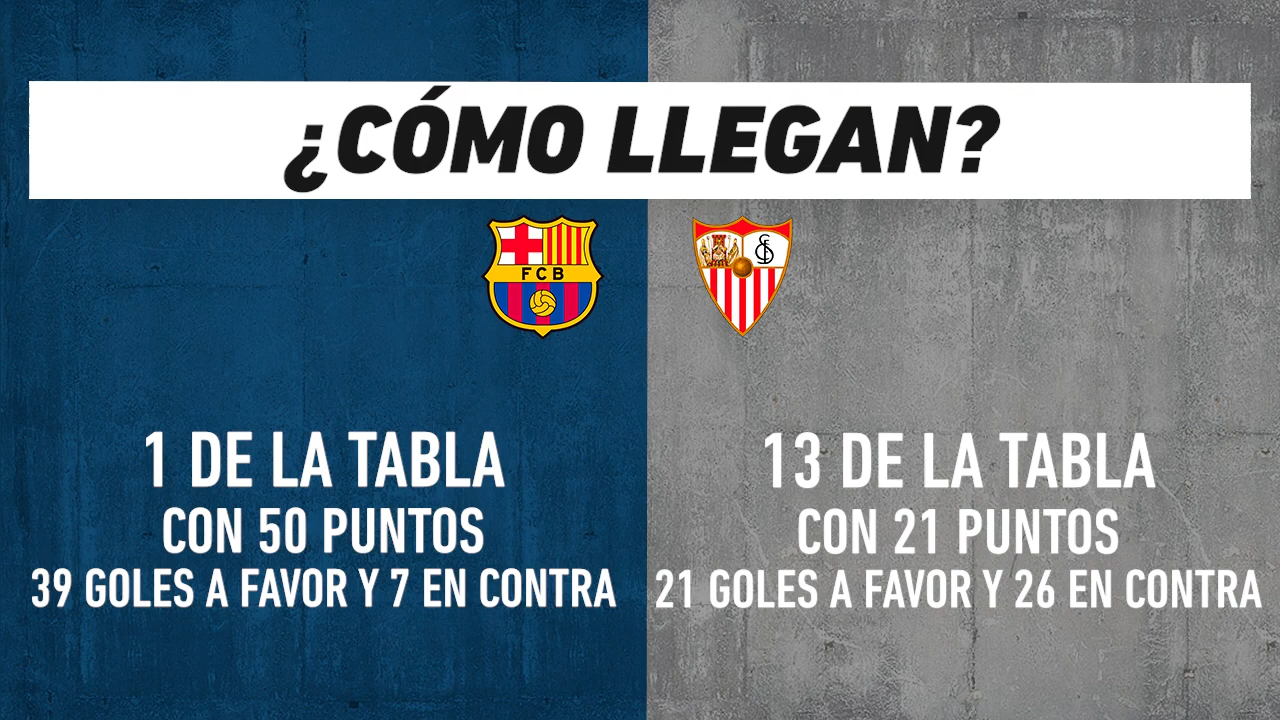 ¿CÓMO LLEGAN?
FCB
1 DE LA TABLA
CON 50 PUNTOS
39 GOLES A FAVOR Y 7 EN CONTRA
13 DE LA TABLA
CON 21 PUNTOS
21 GOLES A FAVOR Y 26 EN CONTRA